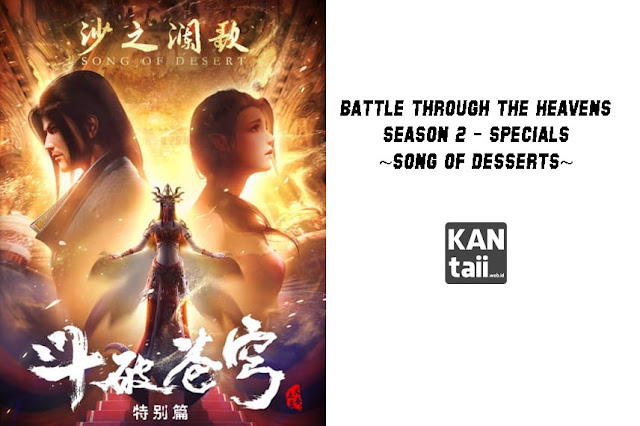 沙之澜歌
SONG OF DESERT
斗破苍穹
特别篇
BATTLE THROUGH THE HEAVENS
SEASON 2 - SPECIALS
~SONG OF DESSERTS~
KAN
taii.web.id